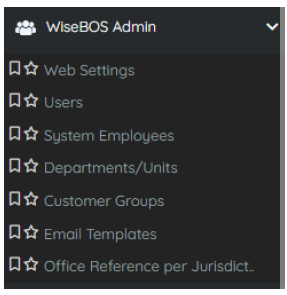 WiseBOS Admin
Web Settings
Users
System Employees
Departments/Units
Customer Groups
Email Templates
Office Reference per Jurisdict..